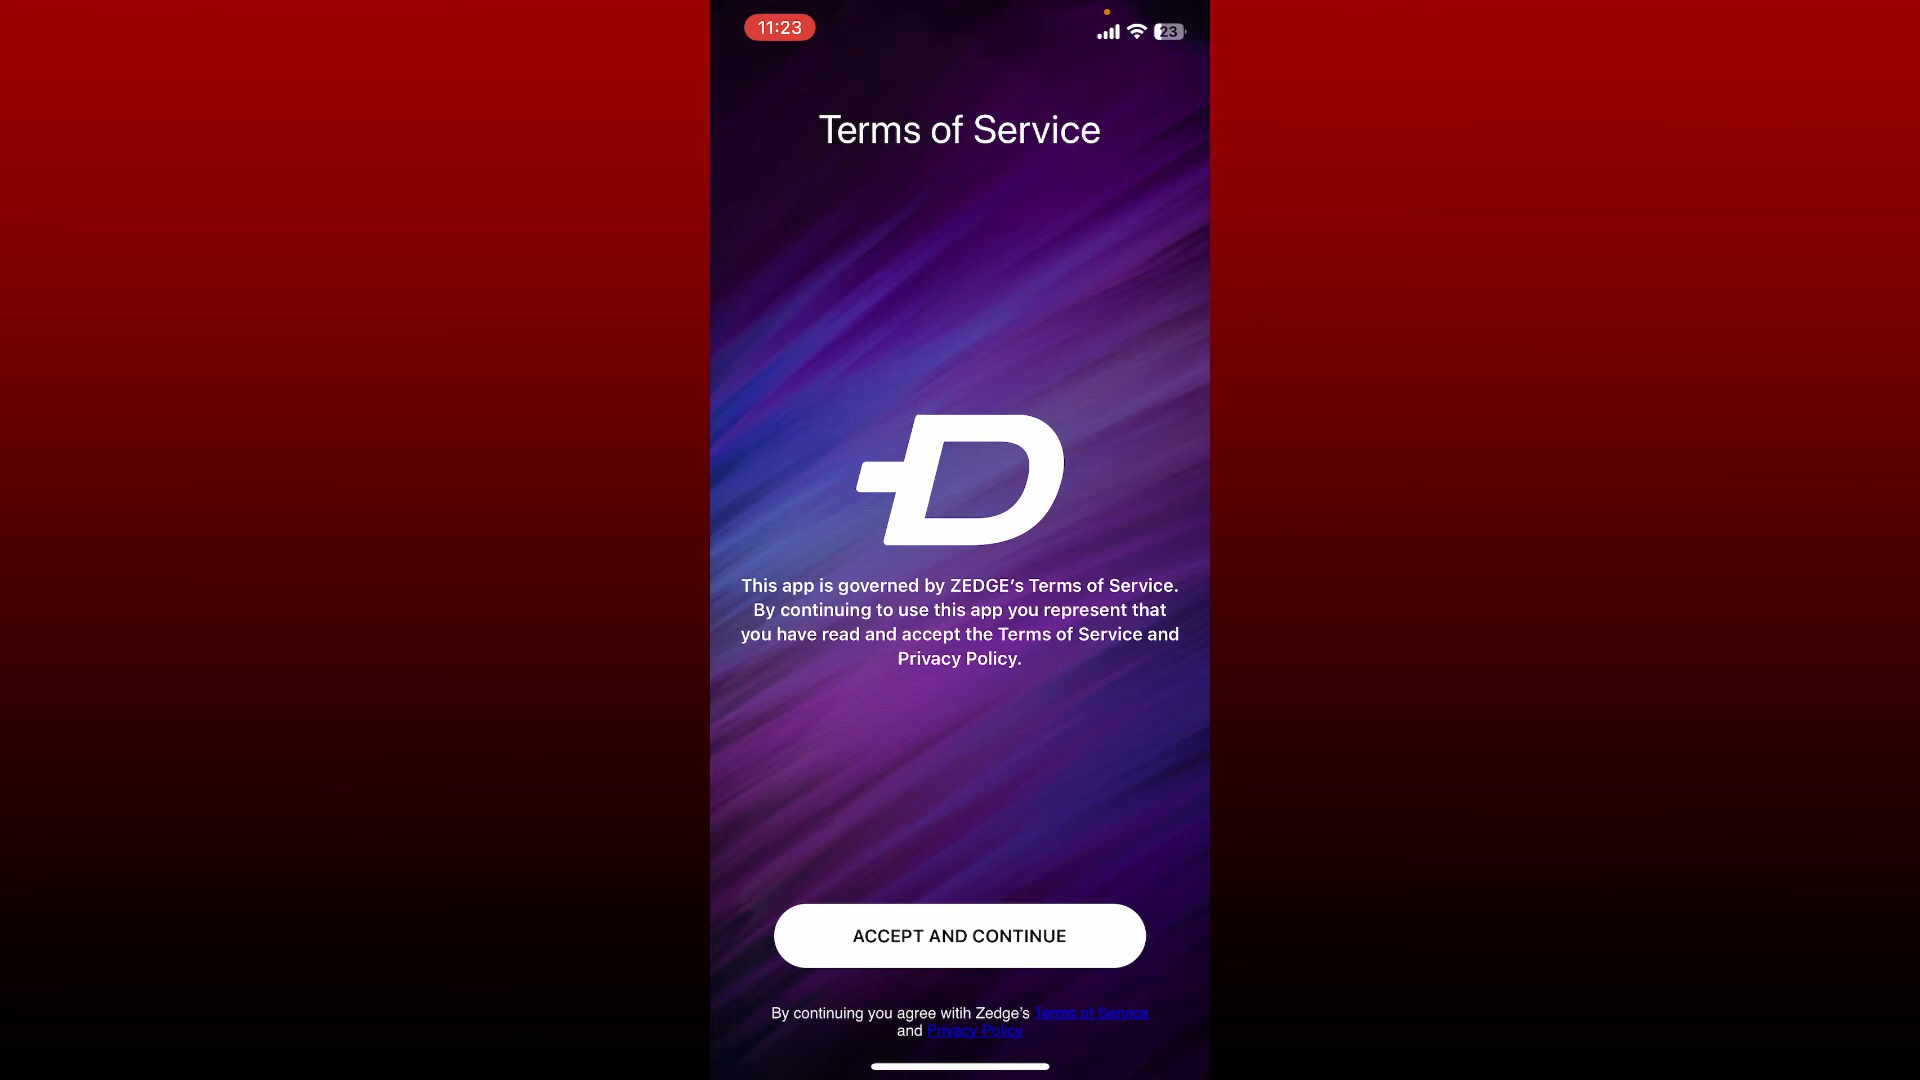 11:23
23
Terms of Service
This app is governed by ZEDGE’s Terms of Service.
By continuing to use this app you represent that
you have read and accept the Terms of Service and
Privacy Policy.
ACCEPT AND CONTINUE
By continuing you agree witih Zedge’s Terms of Service
and Privacy Policy